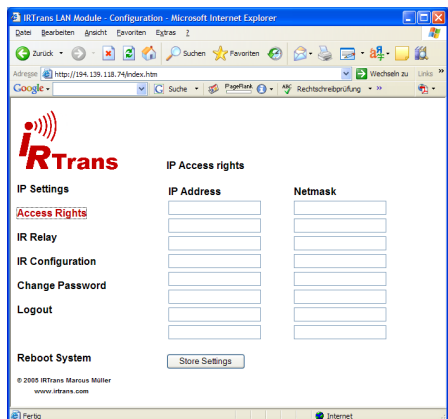 IRTrans LAN Module - Configuration - Microsoft Internet Explorer
Datei Bearbeiten Ansicht Favoriten Extras ?
Zurück Suchen Favoriten
Adresse http://194.139.118.74/index.htm Wechseln zu Links »
Google Suche PageRank Rechtschreibprüfung »
iRTrans
IP Access rights
IP Settings
IP Address Netmask
Access Rights
IR Relay
IR Configuration
Change Password
Logout
Reboot System
Store Settings
© 2005 IRTrans Marcus Müller
www.irtrans.com
Fertig Internet